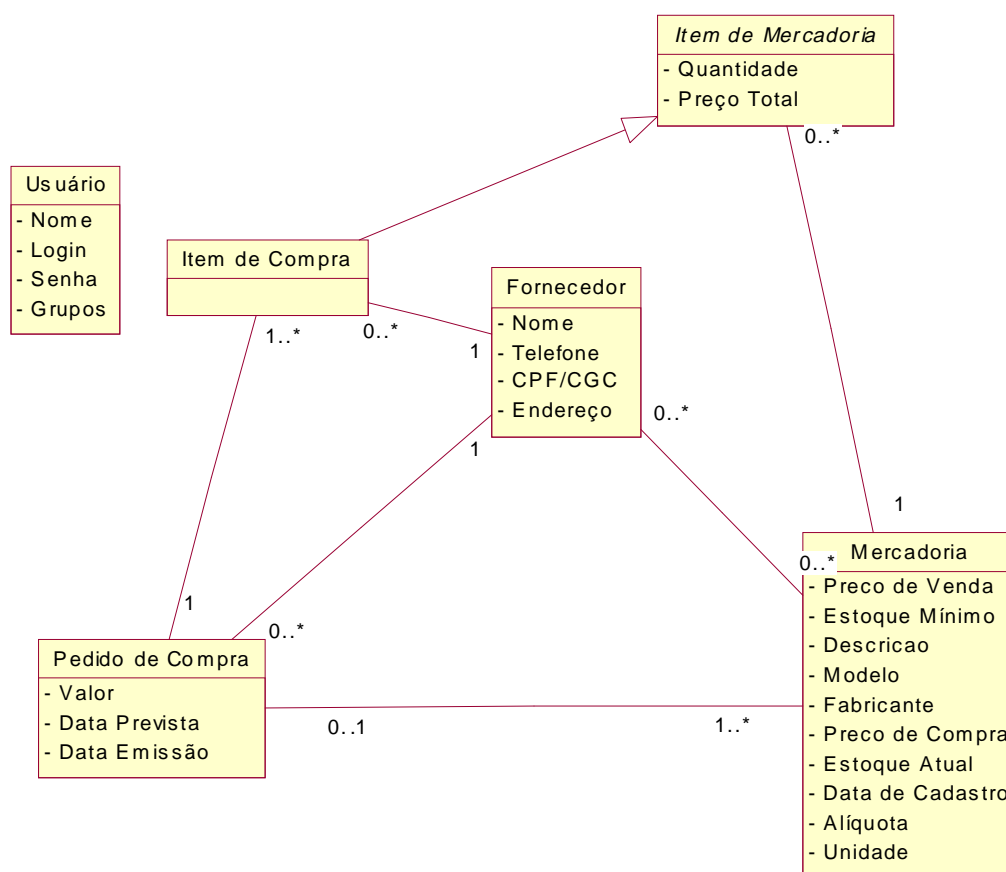 Item de Mercadoria
- Quantidade
- Preço Total
0..*
Usuário
- Nome
- Login
- Senha
- Grupos
Item de Compra
1..*
0..*
Fornecedor
- Nome
- Telefone
- CPF/CGC
- Endereço
1
1
0..*
1
Mercadoria
0..*
- Preco de Venda
- Estoque Mínimo
- Descricao
- Modelo
- Fabricante
- Preco de Compra
- Estoque Atual
- Data de Cadastro
- Alíquota
- Unidade
1
0..*
Pedido de Compra
- Valor
- Data Prevista
- Data Emissão
0..1
1..*